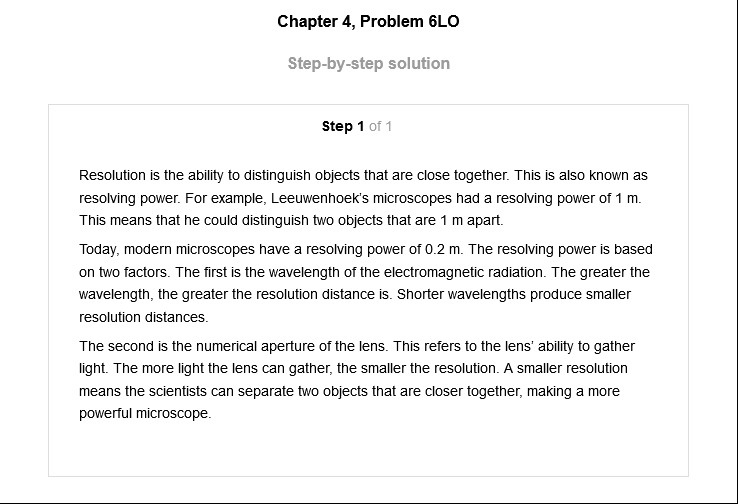 Chapter 4, Problem 6LO
Step-by-step solution
Step 1 of 1
Resolution is the ability to distinguish objects that are close together. This is also known as
resolving power. For example, Leeuwenhoek's microscopes had a resolving power of 1 m.
This means that he could distinguish two objects that are 1 m apart.
Today, modern microscopes have a resolving power of 0.2 m. The resolving power is based
on two factors. The first is the wavelength of the electromagnetic radiation. The greater the
wavelength, the greater the resolution distance is. Shorter wavelengths produce smaller
resolution distances.
The second is the numerical aperture of the lens. This refers to the lens' ability to gather
light. The more light the lens can gather, the smaller the resolution. A smaller resolution
means the scientists can separate two objects that are closer together, making a more
powerful microscope.